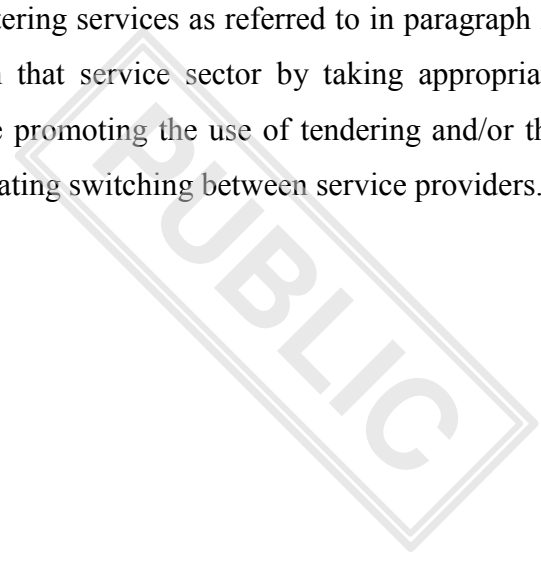 tering services as referred to in paragraph
that service sector by taking appropria
promoting the use of tendering and/or th
ating switching between service providers.
PUBLIC